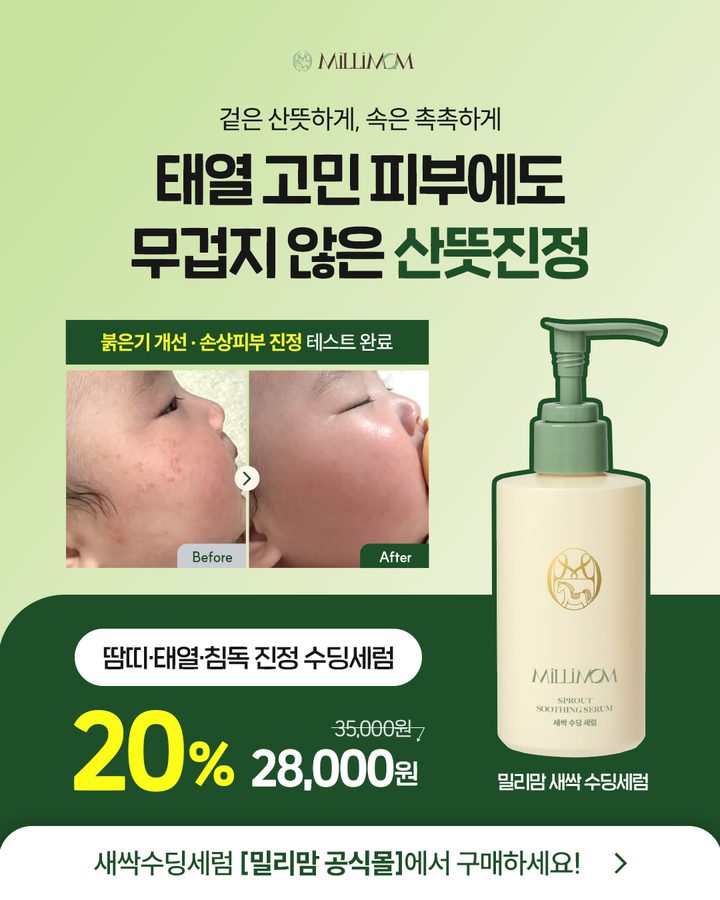 MiLLiMOM
겉은 산뜻하게, 속은 촉촉하게
태열 고민 피부에도
무겁지 않은 산뜻진정
붉은기 개선 · 손상피부 진정 테스트 완료
Before
After
땀띠·태열·침독 진정 수딩세럼
35,000원
20% 28,000원
MiLLiMOM
SPROUT
SOOTHING SERUM
새싹 수딩 세럼
밀리맘 새싹 수딩세럼
새싹수딩세럼 [밀리맘 공식몰]에서 구매하세요!